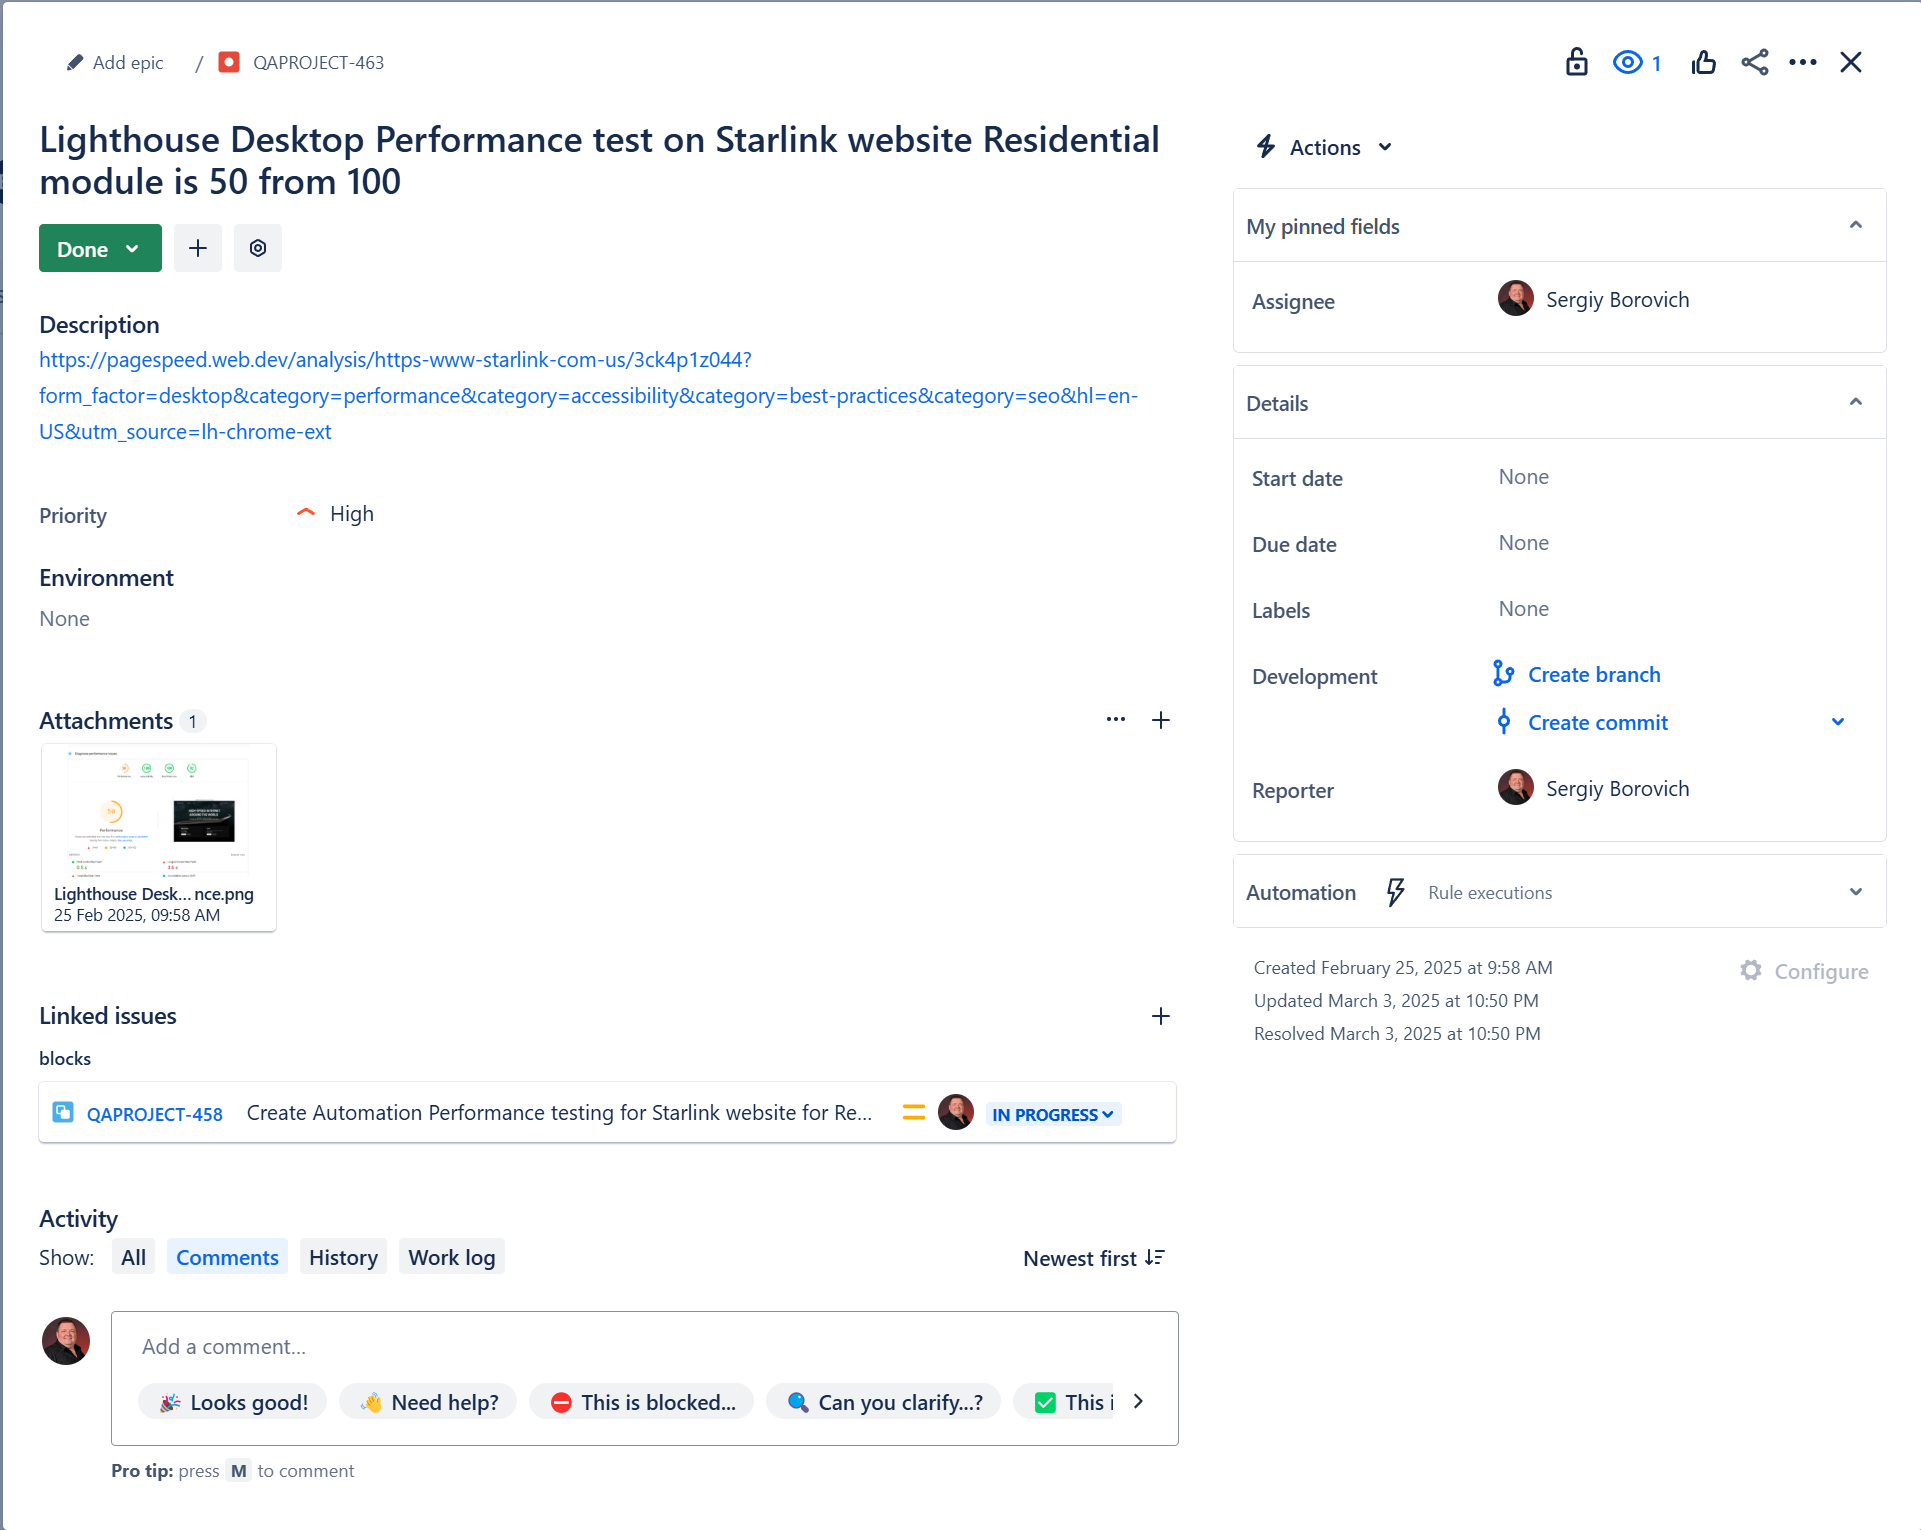 Add epic / QAPROJECT-463
1
Lighthouse Desktop Performance test on Starlink website Residential
module is 50 from 100
Done
Description
https://pagespeed.web.dev/analysis/https-www-starlink-com-us/3ck4p1z044?
form_factor=desktop&category=performance&category=accessibility&category=best-practices&category=seo&hl=en-
US&utm_source=lh-chrome-ext
Priority High
Environment
None
Attachments 1
Performance
Lighthouse Desk...nce.png
25 Feb 2025, 09:58 AM
Linked issues
blocks
QAPROJECT-458 Create Automation Performance testing for Starlink website for Re... IN PROGRESS
Activity
Show: All Comments History Work log Newest first
Add a comment...
Looks good! Need help? This is blocked... Can you clarify...? This i
Pro tip: press M to comment
Actions
My pinned fields
Assignee Sergiy Borovich
Details
Start date None
Due date None
Labels None
Development Create branch
Create commit
Reporter Sergiy Borovich
Automation Rule executions
Created February 25, 2025 at 9:58 AM
Updated March 3, 2025 at 10:50 PM
Resolved March 3, 2025 at 10:50 PM
Configure